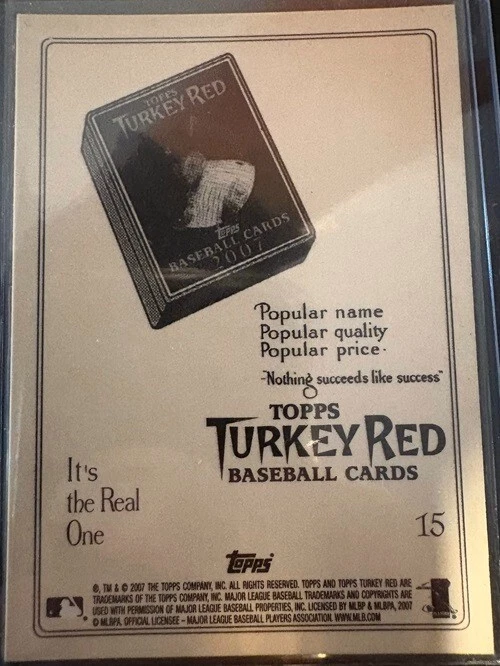 TOPPS
TURKEY RED
Topps
BASEBALL CARDS
2007
Popular name
Popular quality
Popular price.
"Nothing succeeds like success"
TOPPS
TURKEY RED
BASEBALL CARDS
It's
the Real
One
15
Topps
®, TM & © 2007 THE TOPPS COMPANY, INC. ALL RIGHTS RESERVED. TOPPS AND TOPPS TURKEY RED ARE
TRADEMARKS OF THE TOPPS COMPANY, INC. MAJOR LEAGUE BASEBALL TRADEMARKS AND COPYRIGHTS ARE
USED WITH PERMISSION OF MAJOR LEAGUE BASEBALL PROPERTIES, INC. LICENSED BY MLBP & MLBPA, 2007
© MLBPA. OFFICIAL LICENSEE - MAJOR LEAGUE BASEBALL PLAYERS ASSOCIATION. WWW.MLB.COM